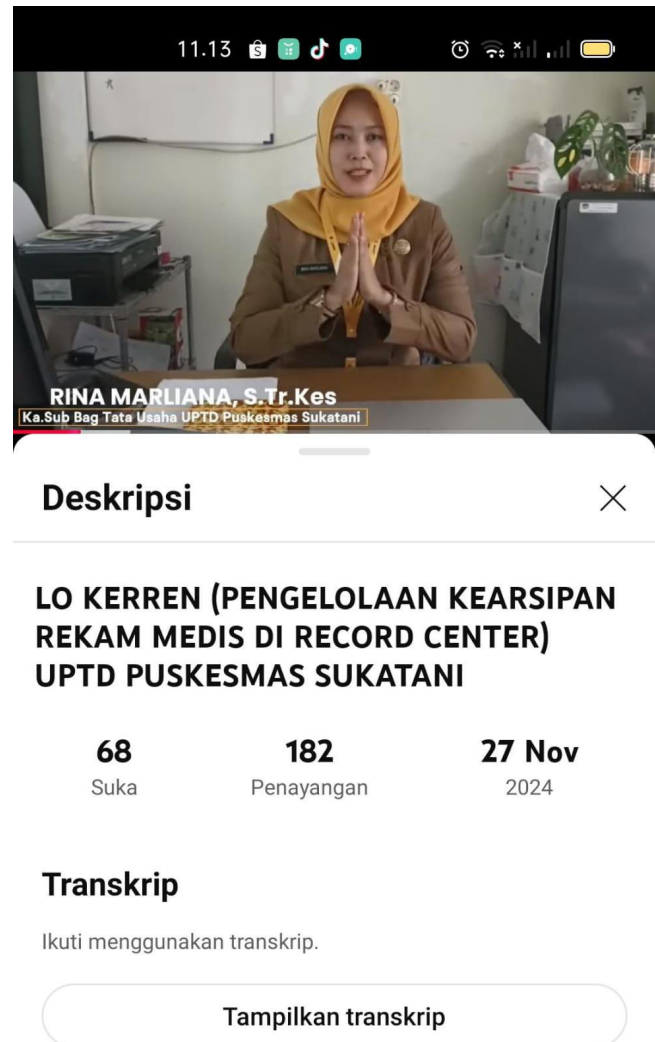 11.13
RINA MARLIANA, S.Tr.Kes
Ka.Sub Bag Tata Usaha UPTD Puskesmas Sukatani
Deskripsi
LO KERREN (PENGELOLAAN KEARSIPAN
REKAM MEDIS DI RECORD CENTER)
UPTD PUSKESMAS SUKATANI
68 182 27 Nov
Suka Penayangan 2024
Transkrip
Ikuti menggunakan transkrip.
Tampilkan transkrip